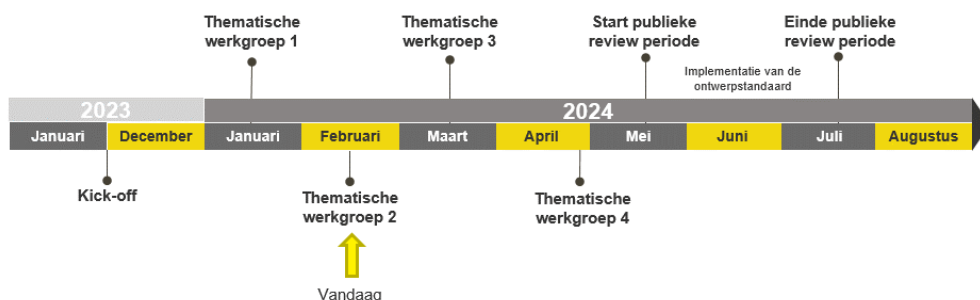 Thematische
werkgroep 1
Thematische
werkgroep 3
Start publieke
review periode
Einde publieke
review periode
Implementatie van de
ontwerpstandaard
2023
2024
Januari
December
Januari
Februari
Maart
April
Mei
Juni
Juli
Augustus
Kick-off
Thematische
werkgroep 2
Thematische
werkgroep 4
Vandaag